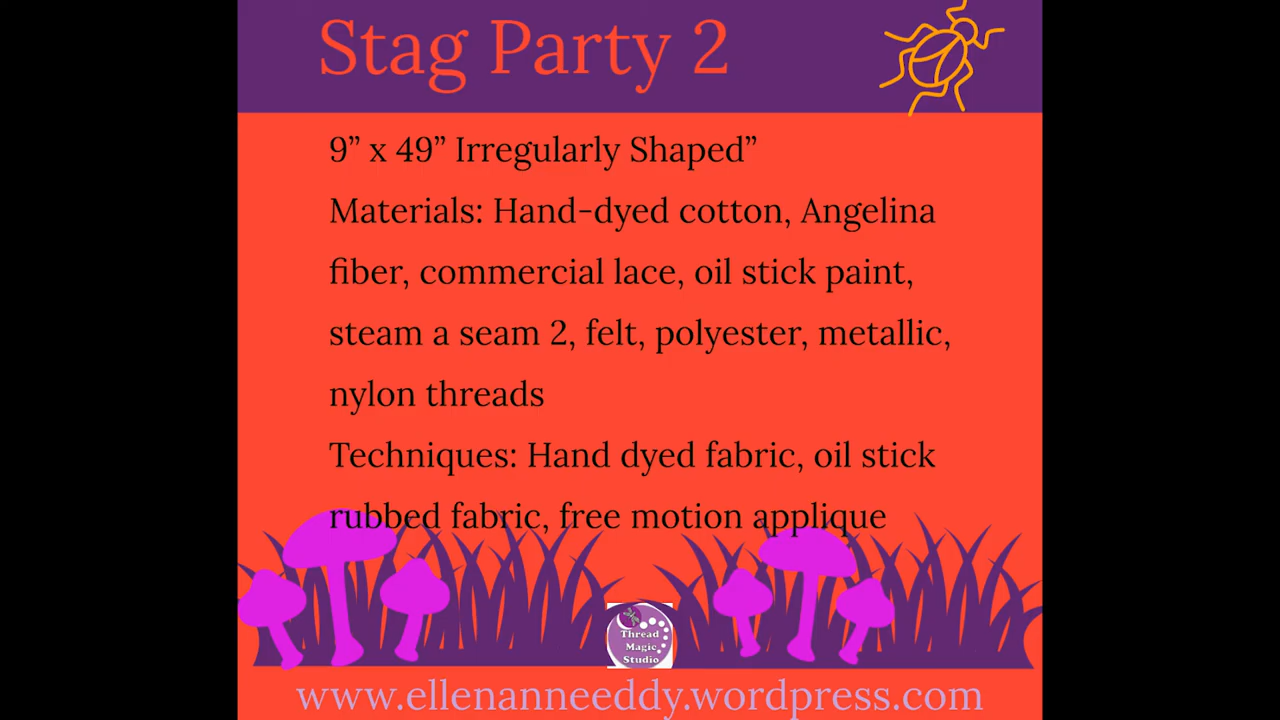 Stag Party 2
9” x 49” Irregularly Shaped”
Materials: Hand-dyed cotton, Angelina
fiber, commercial lace, oil stick paint,
steam a seam 2, felt, polyester, metallic,
nylon threads
Techniques: Hand dyed fabric, oil stick
rubbed fabric, free motion applique
Thread
Magic
Studio
www.ellenanneeddy.wordpress.com